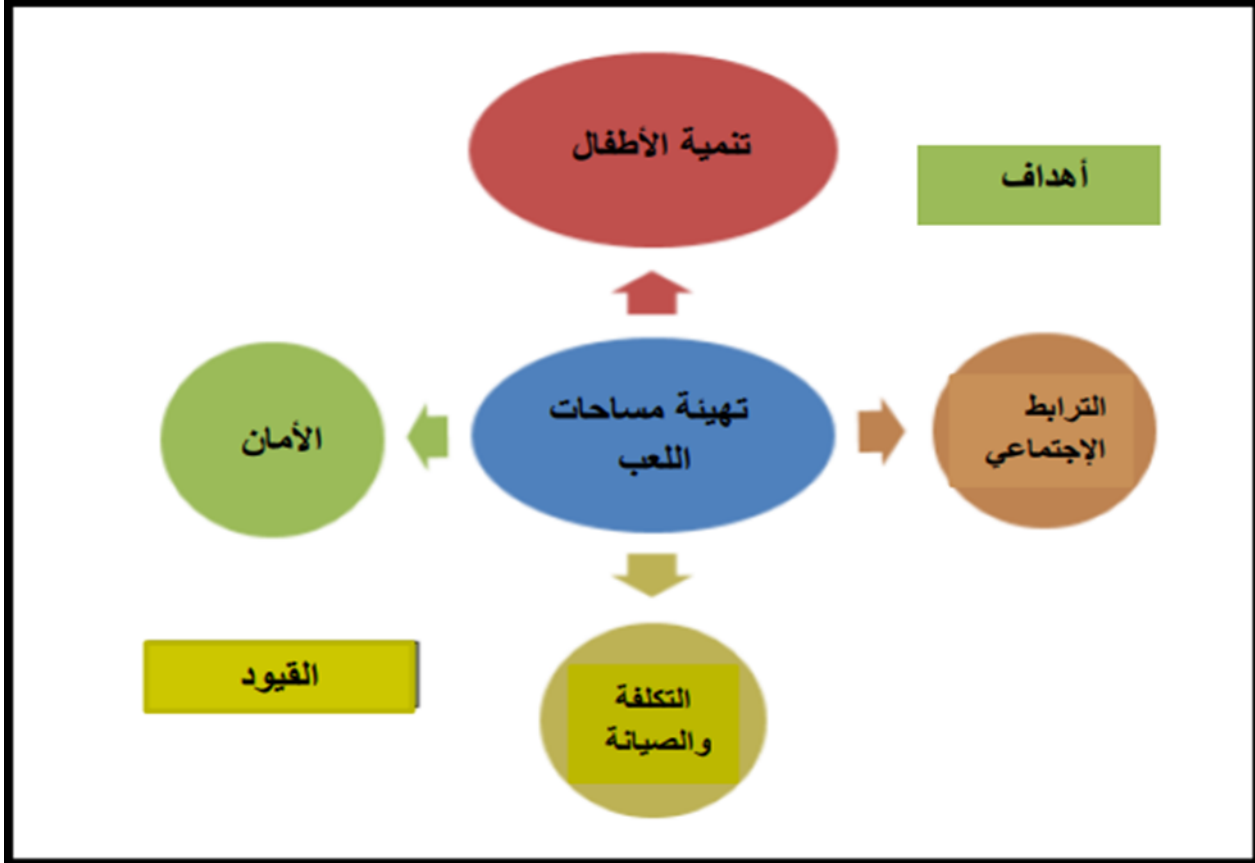 تنمية الأطفال
أهداف
الترابط
الإجتماعي
تهيئة مساحات
اللعب
الأمان
القيود
التكلفة
والصيانة